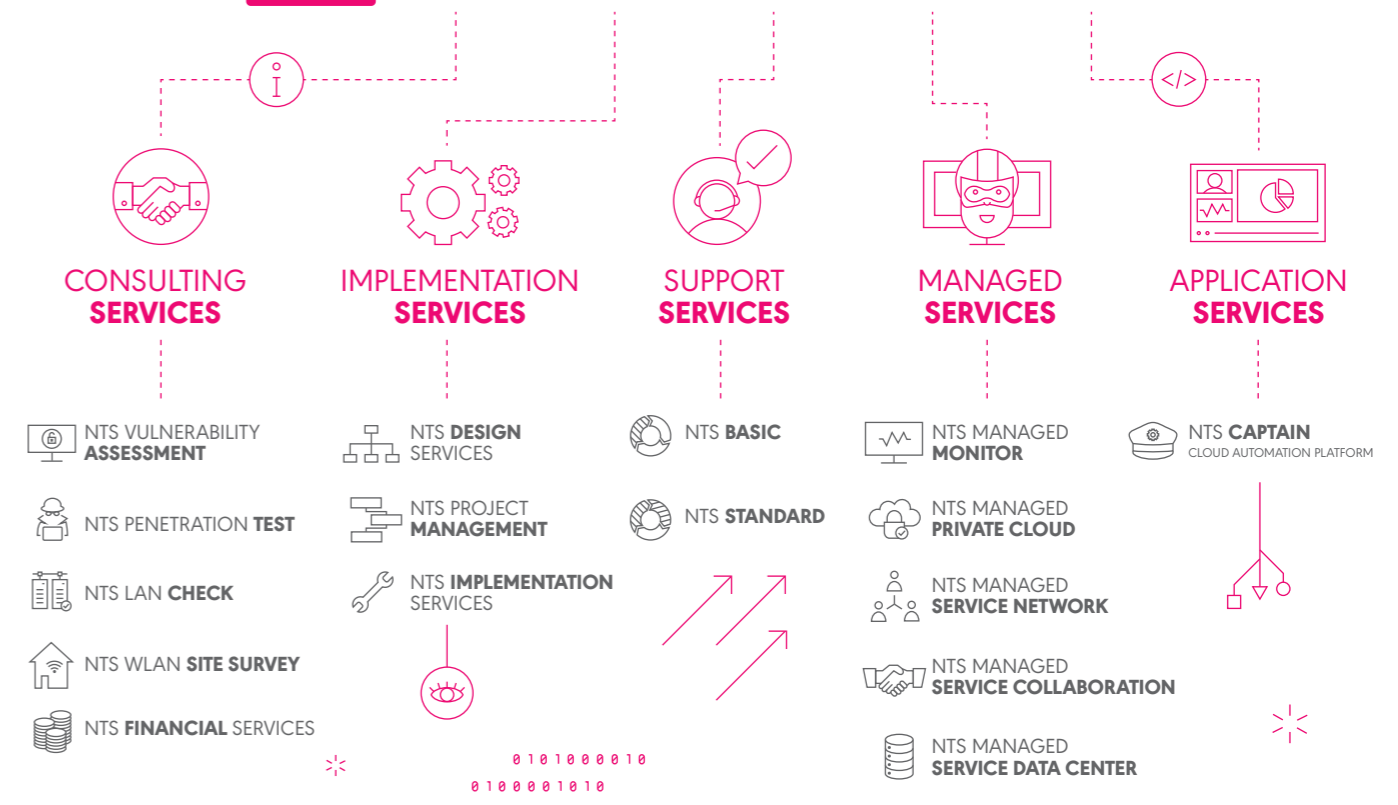 CONSULTING
SERVICES
NTS VULNERABILITY
ASSESSMENT
NTS PENETRATION TEST
NTS LAN CHECK
NTS WLAN SITE SURVEY
NTS FINANCIAL SERVICES
IMPLEMENTATION
SERVICES
NTS DESIGN
SERVICES
NTS PROJECT
MANAGEMENT
NTS IMPLEMENTATION
SERVICES
SUPPORT
SERVICES
NTS BASIC
NTS STANDARD
MANAGED
SERVICES
NTS MANAGED
MONITOR
NTS MANAGED
PRIVATE CLOUD
NTS MANAGED
SERVICE NETWORK
NTS MANAGED
SERVICE COLLABORATION
NTS MANAGED
SERVICE DATA CENTER
</>
APPLICATION
SERVICES
NTS CAPTAIN
CLOUD AUTOMATION PLATFORM
0101000010
0100001010